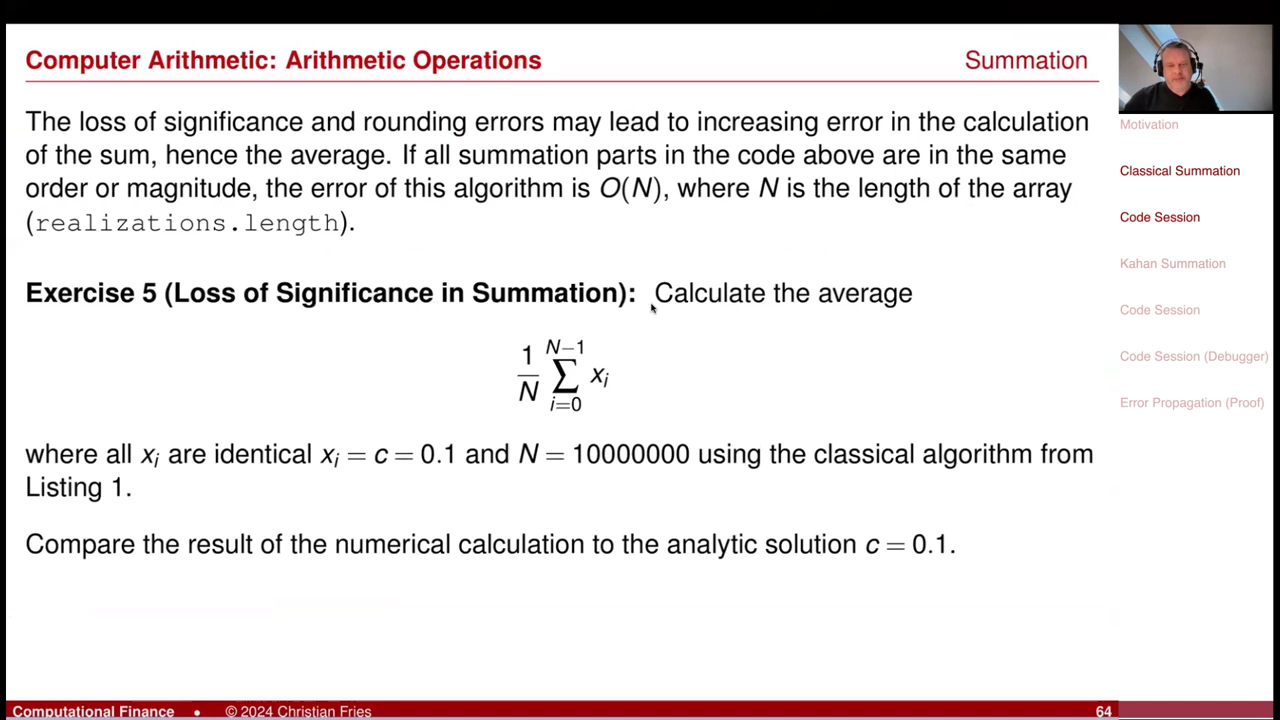 Computer Arithmetic: Arithmetic Operations
Summation
The loss of significance and rounding errors may lead to increasing error in the calculation
of the sum, hence the average. If all summation parts in the code above are in the same
order or magnitude, the error of this algorithm is O(N), where N is the length of the array
(realizations.length).
Exercise 5 (Loss of Significance in Summation): Calculate the average
1/N ∑_{i=0}^{N−1} x_i
where all x_i are identical x_i = c = 0.1 and N = 10000000 using the classical algorithm from
Listing 1.
Compare the result of the numerical calculation to the analytic solution c = 0.1.
Motivation
Classical Summation
Code Session
Kahan Summation
Code Session
Code Session (Debugger)
Error Propagation (Proof)
Computational Finance • © 2024 Christian Fries
64